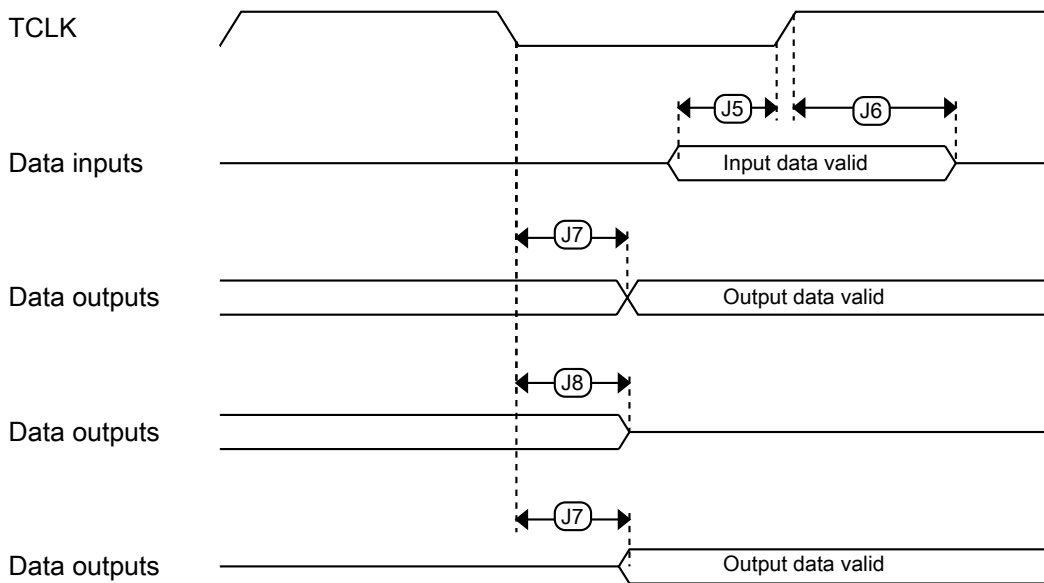 TCLK
J5
J6
Data inputs
Input data valid
J7
Data outputs
Output data valid
J8
Data outputs
J7
Data outputs
Output data valid